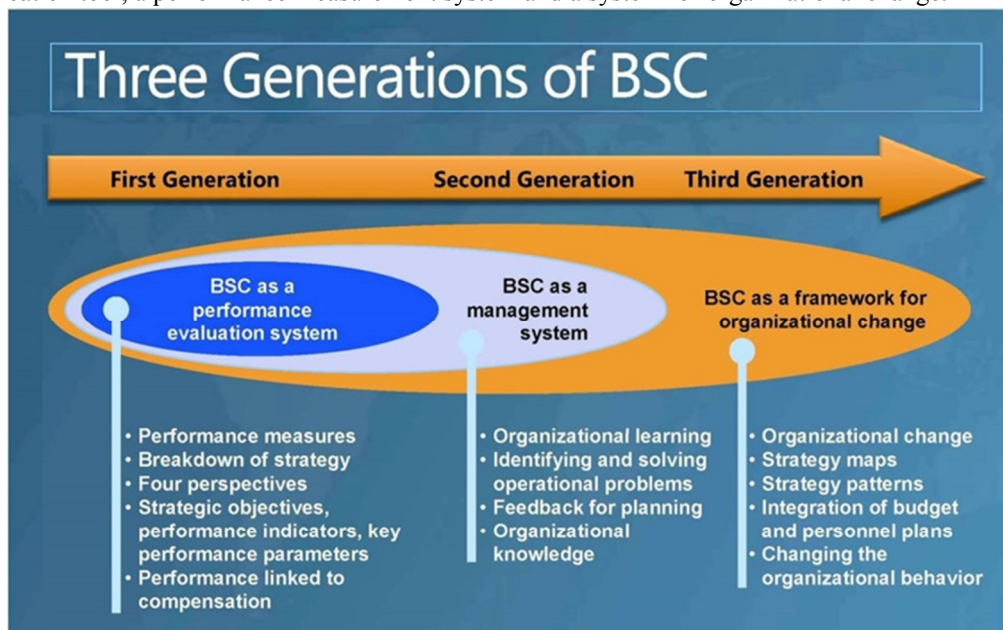 Three Generations of BSC
First Generation
Second Generation
Third Generation
BSC as a
performance
evaluation system
BSC as a
management
system
BSC as a framework for
organizational change
• Performance measures
• Breakdown of strategy
• Four perspectives
• Strategic objectives,
performance indicators, key
performance parameters
• Performance linked to
compensation
• Organizational learning
• Identifying and solving
operational problems
• Feedback for planning
• Organizational
knowledge
• Organizational change
• Strategy maps
• Strategy patterns
• Integration of budget
and personnel plans
• Changing the
organizational behavior